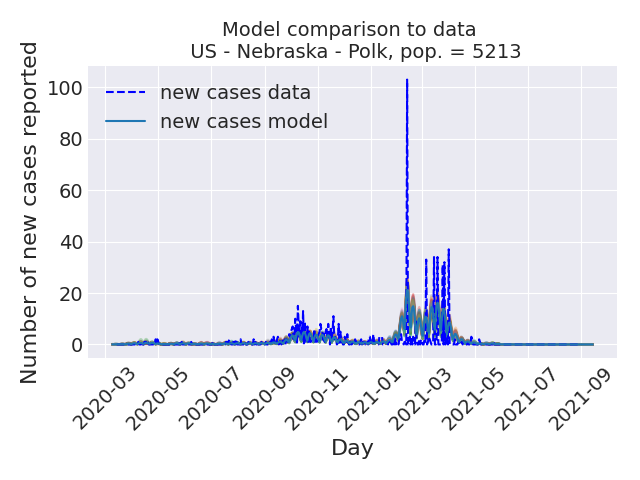 Model comparison to data
US - Nebraska - Polk, pop. = 5213
Number of new cases reported
100
80
60
40
20
0
new cases data
new cases model
2020-03
2020-05
2020-07
2020-09
2020-11
2021-01
2021-03
2021-05
2021-07
2021-09
Day